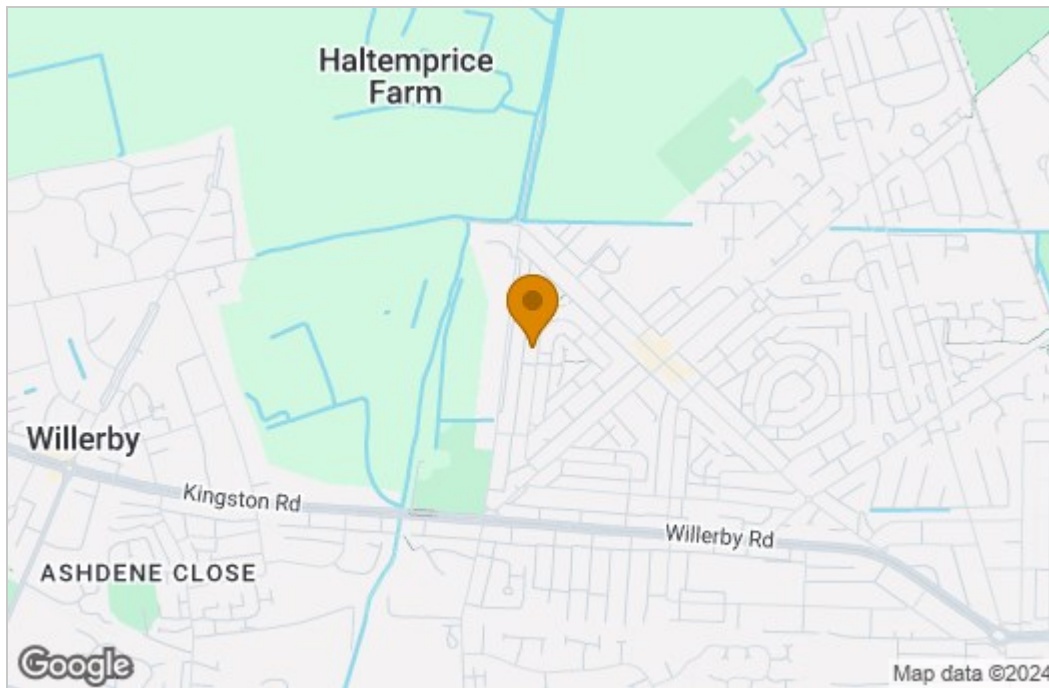 Haltemprice
Farm
Willerby
Kingston Rd
Willerby Rd
ASHDENE CLOSE
Google
Map data ©2024